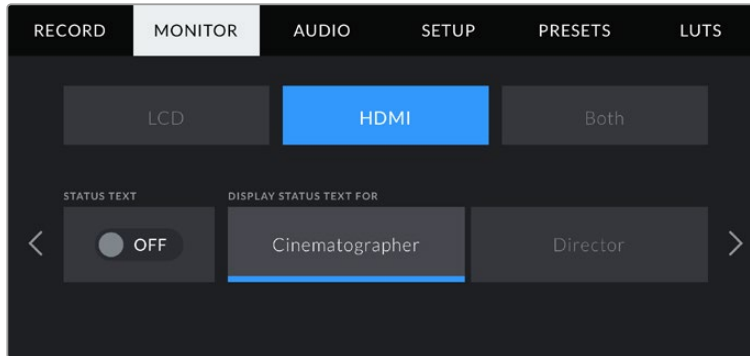 RECORD MONITOR AUDIO SETUP PRESETS LUTS
LCD HDMI Both
STATUS TEXT DISPLAY STATUS TEXT FOR
OFF Cinematographer Director